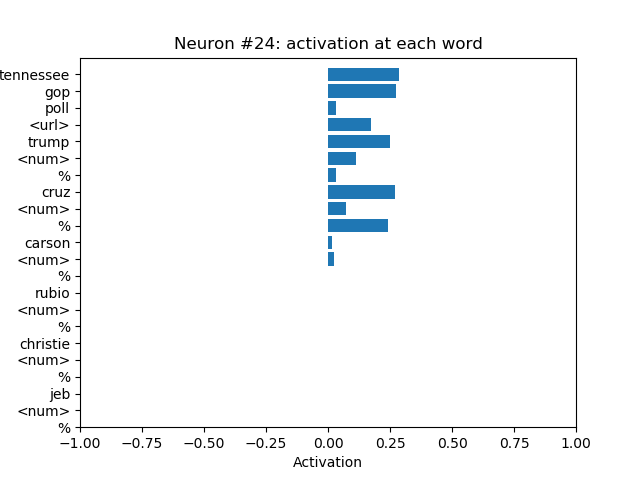 Neuron #24: activation at each word
tennessee
gop
poll
<url>
trump
<num>
%
cruz
<num>
%
carson
<num>
%
rubio
<num>
%
christie
<num>
%
jeb
<num>
%
−1.00 −0.75 −0.50 −0.25 0.00 0.25 0.50 0.75 1.00
Activation